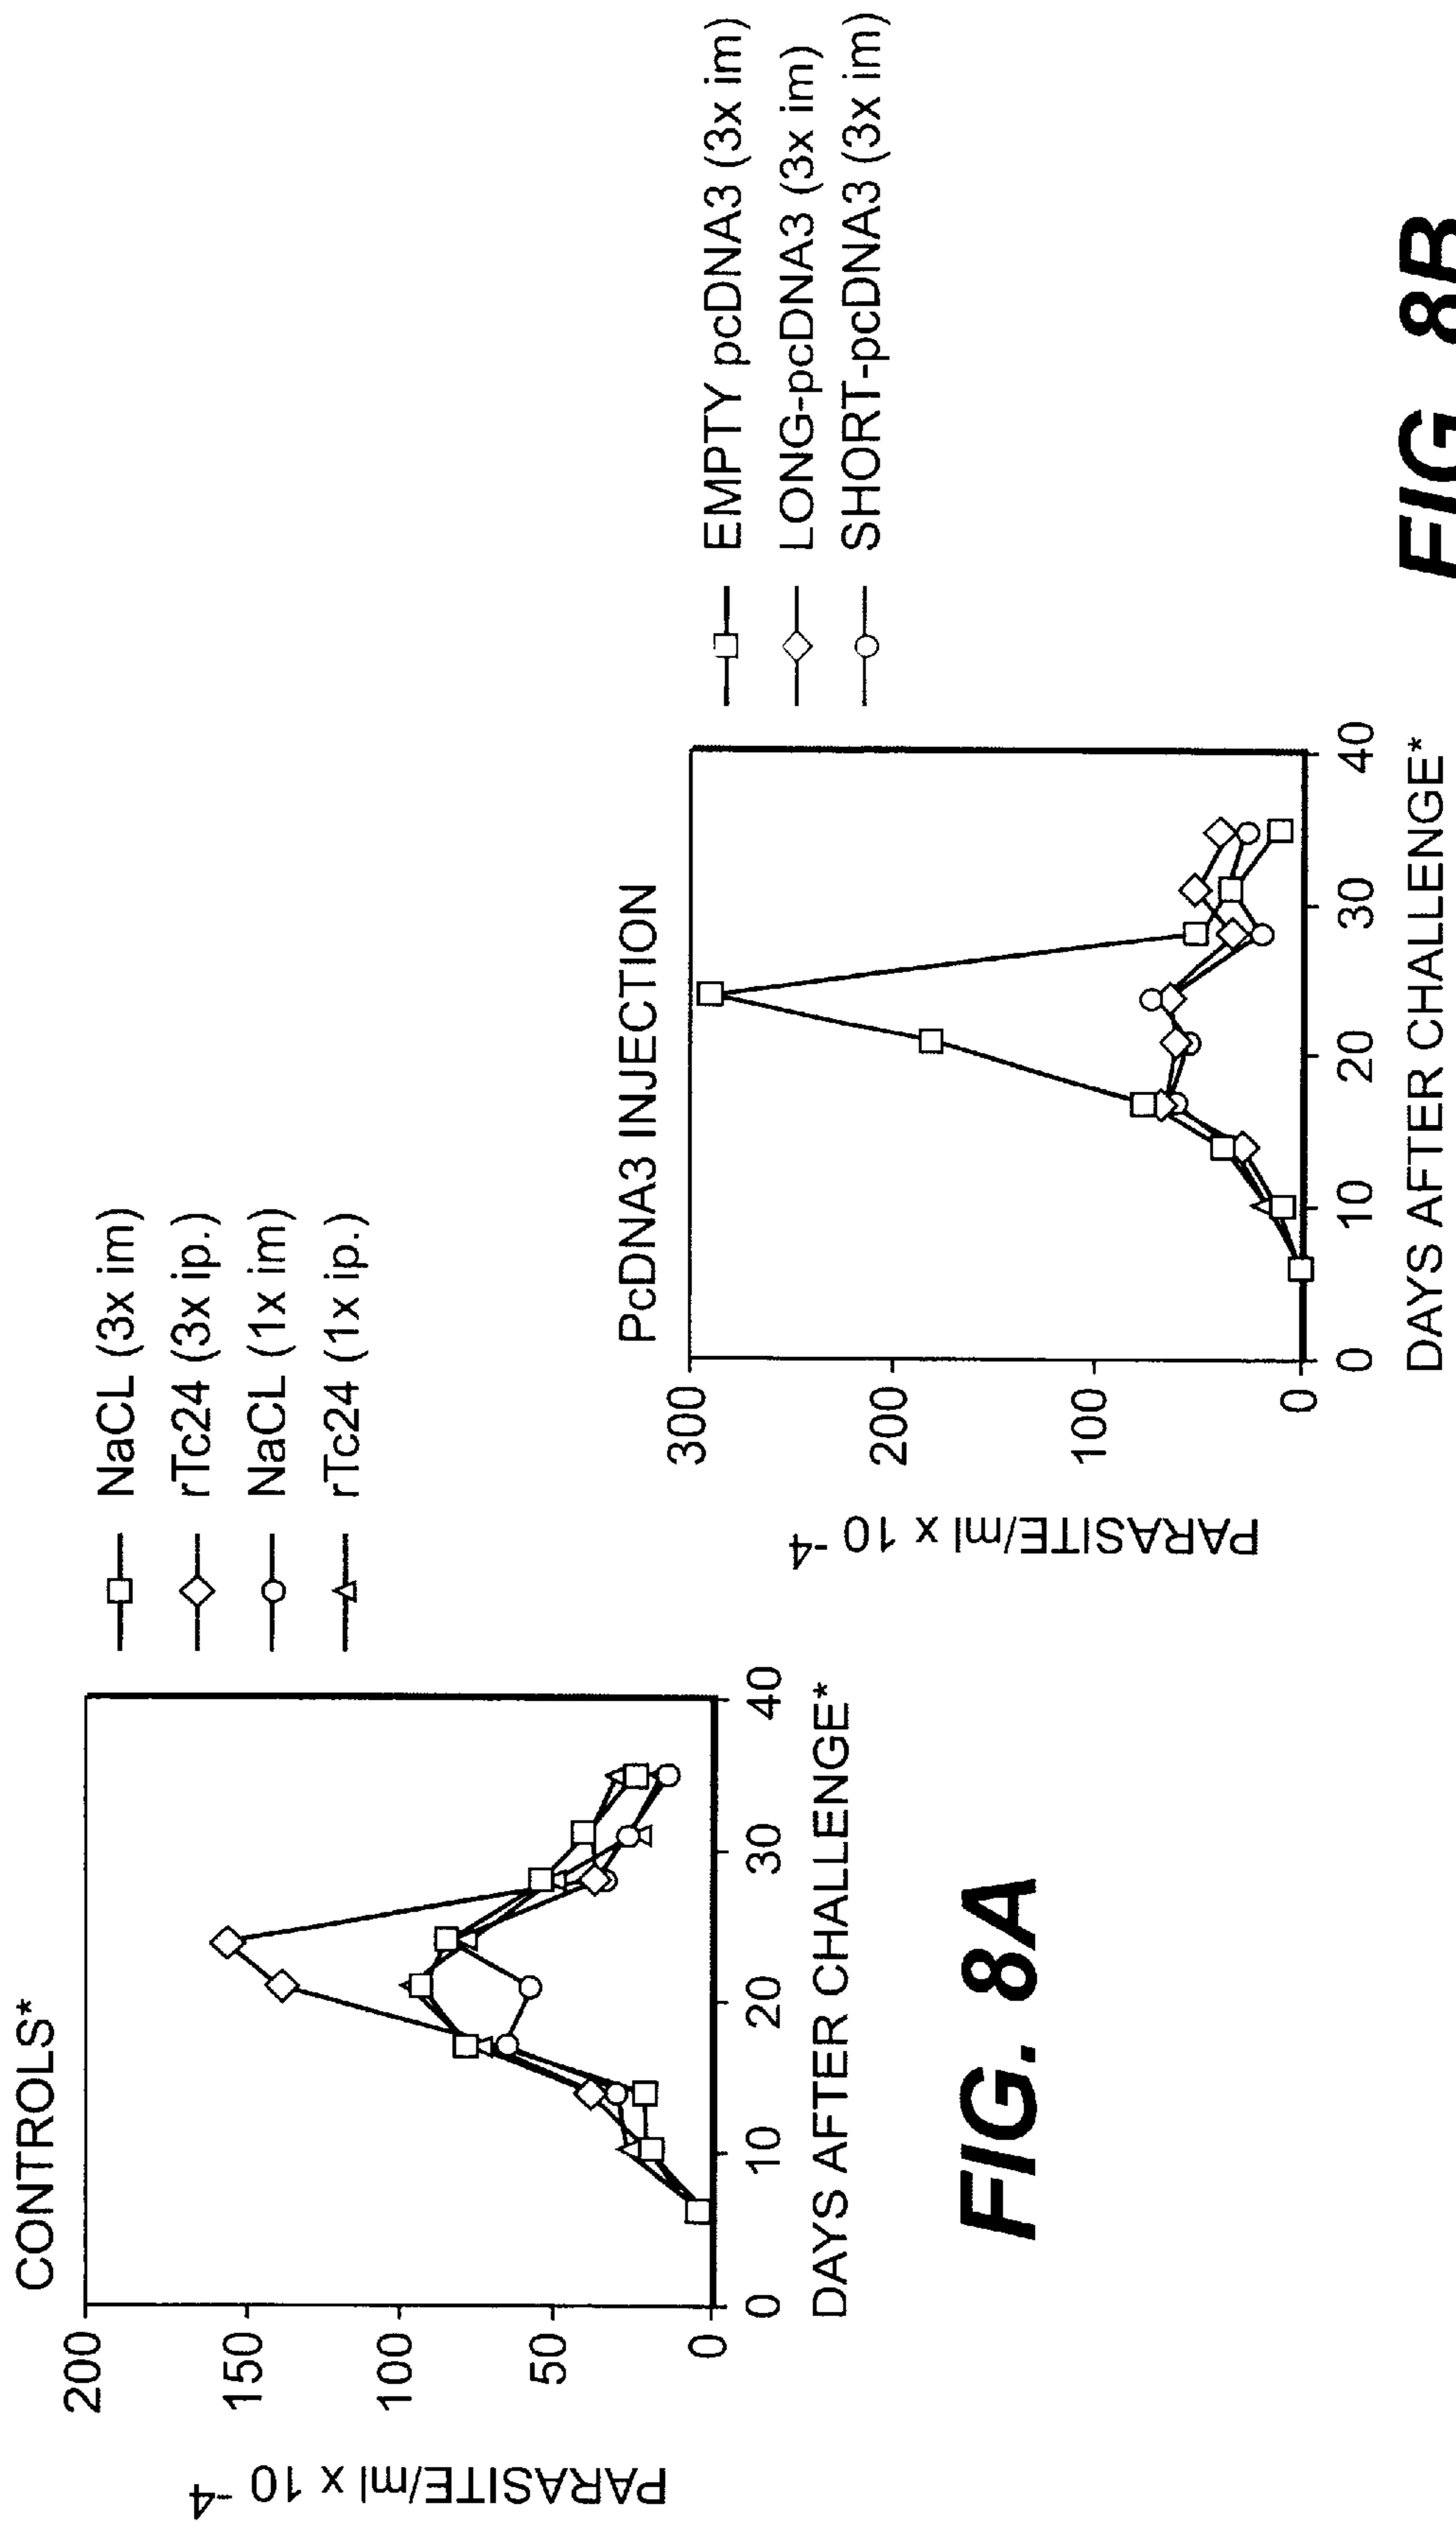 CONTROLS*
200
150
100
50
0
PARASITE/ml x 10 -4
0 10 20 30 40
DAYS AFTER CHALLENGE*
NaCL (3x im)
rTc24 (3x ip.)
NaCL (1x im)
rTc24 (1x ip.)
FIG. 8A
PcDNA3 INJECTION
300
200
100
0
PARASITE/ml x 10 -4
0 10 20 30 40
DAYS AFTER CHALLENGE*
EMPTY pcDNA3 (3x im)
LONG-pcDNA3 (3x im)
SHORT-pcDNA3 (3x im)
FIG. 8B